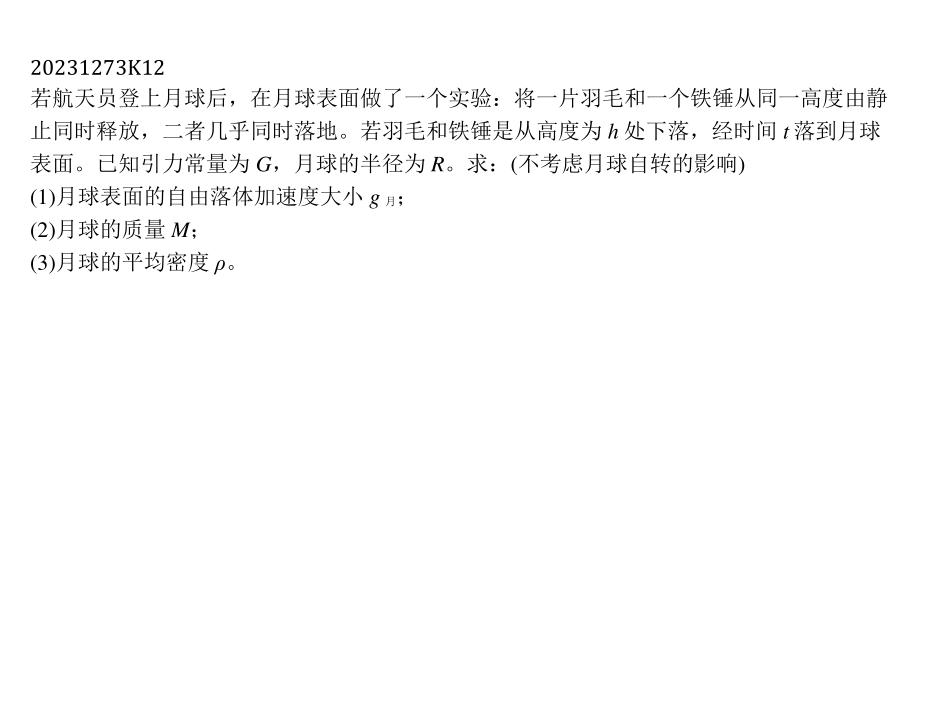 20231273K12
若航天员登上月球后，在月球表面做了一个实验：将一片羽毛和一个铁锤从同一高度由静
止同时释放，二者几乎同时落地。若羽毛和铁锤是从高度为 h 处下落，经时间 t 落到月球
表面。已知引力常量为 G，月球的半径为 R。求：(不考虑月球自转的影响)
(1)月球表面的自由落体加速度大小 g 月；
(2)月球的质量 M；
(3)月球的平均密度 ρ。